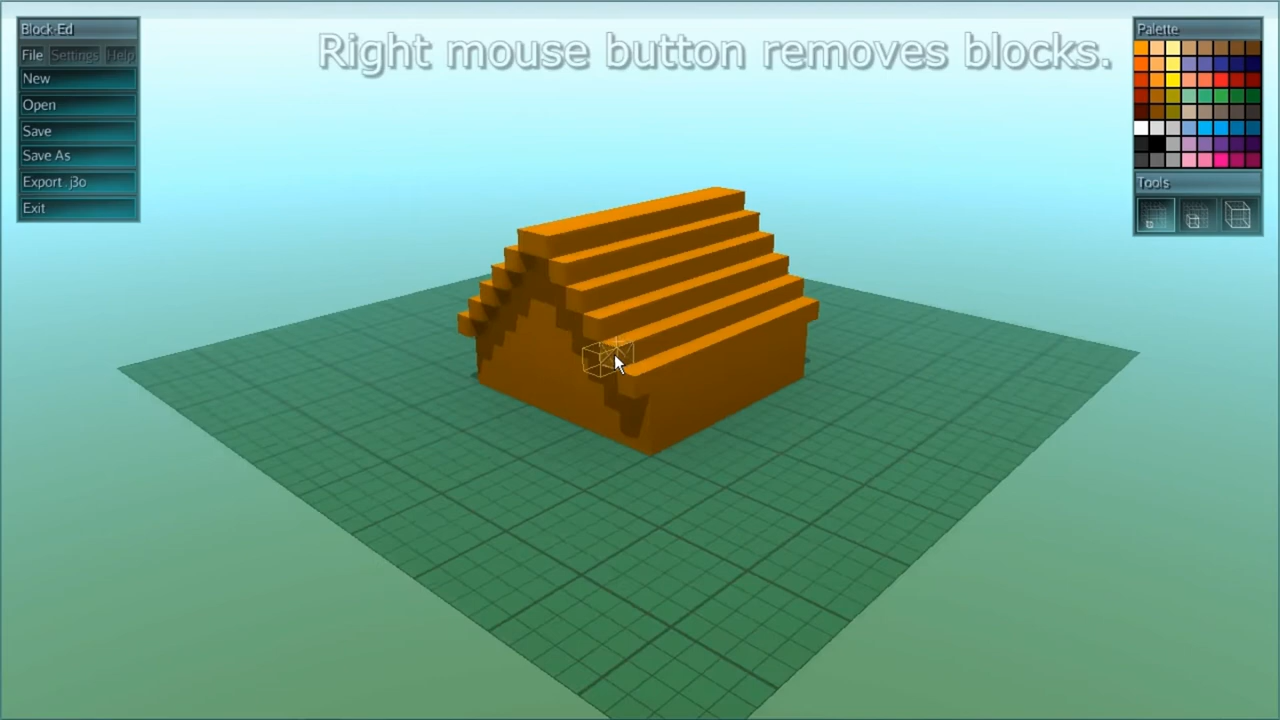 Block-Ed
File Settings Help
New
Open
Save
Save As
Export .j3o
Exit
Right mouse button removes blocks.
Palette
Tools